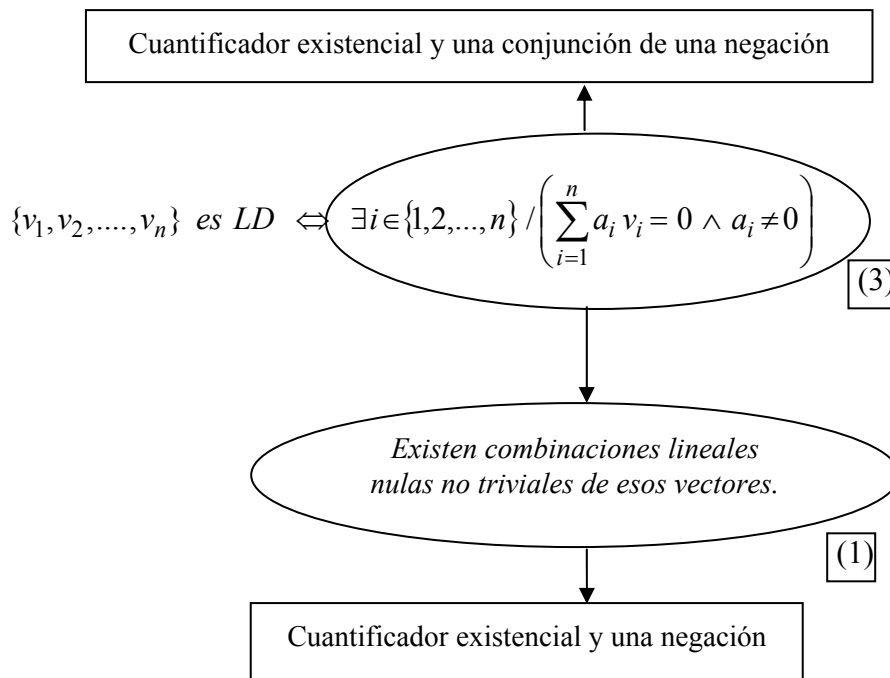 Cuantificador existencial y una conjunción de una negación
{v₁,v₂,....,vₙ} es LD ⇔ ∃i∈{1,2,...,n} / (∑ᵢ₌₁ⁿ aᵢ vᵢ = 0 ∧ aᵢ ≠ 0)
(3)
Existen combinaciones lineales
nulas no triviales de esos vectores.
(1)
Cuantificador existencial y una negación